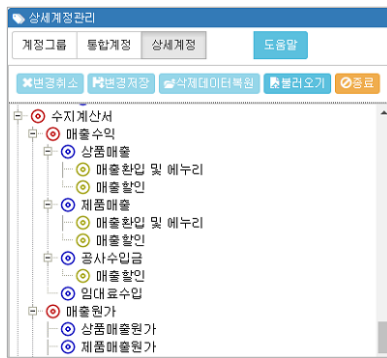 상세계정관리
계정그룹 통합계정 상세계정 도움말
변경취소 변경저장 삭제데이터복원 불러오기 종료
수지계산서
매출수익
상품매출
매출환입 및 에누리
매출할인
제품매출
매출환입 및 에누리
매출할인
공사수입금
매출할인
임대료수입
매출원가
상품매출원가
제품매출원가